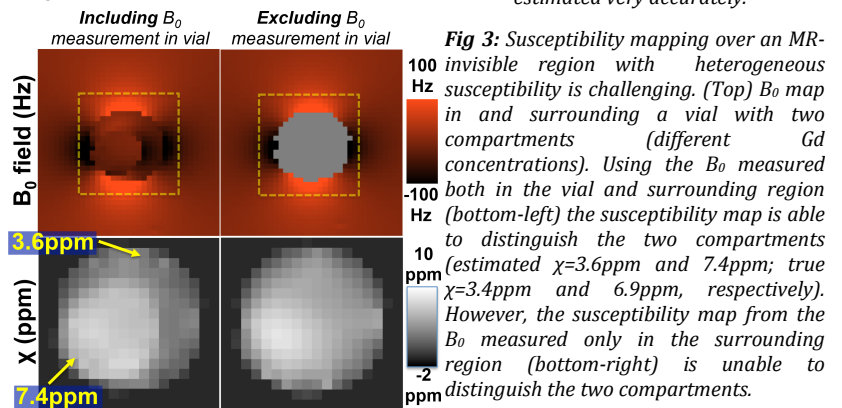 estimated very accurately.
Including B0 measurement in vial
Excluding B0 measurement in vial
B0 field (Hz)
100 Hz
-100 Hz
3.6ppm
7.4ppm
χ (ppm)
10 ppm
-2 ppm
Fig 3: Susceptibility mapping over an MR-
invisible region with heterogeneous
susceptibility is challenging. (Top) B0 map
in and surrounding a vial with two
compartments (different Gd
concentrations). Using the B0 measured
both in the vial and surrounding region
(bottom-left) the susceptibility map is able
to distinguish the two compartments
(estimated χ=3.6ppm and 7.4ppm; true
χ=3.4ppm and 6.9ppm, respectively).
However, the susceptibility map from the
B0 measured only in the surrounding
region (bottom-right) is unable to
distinguish the two compartments.